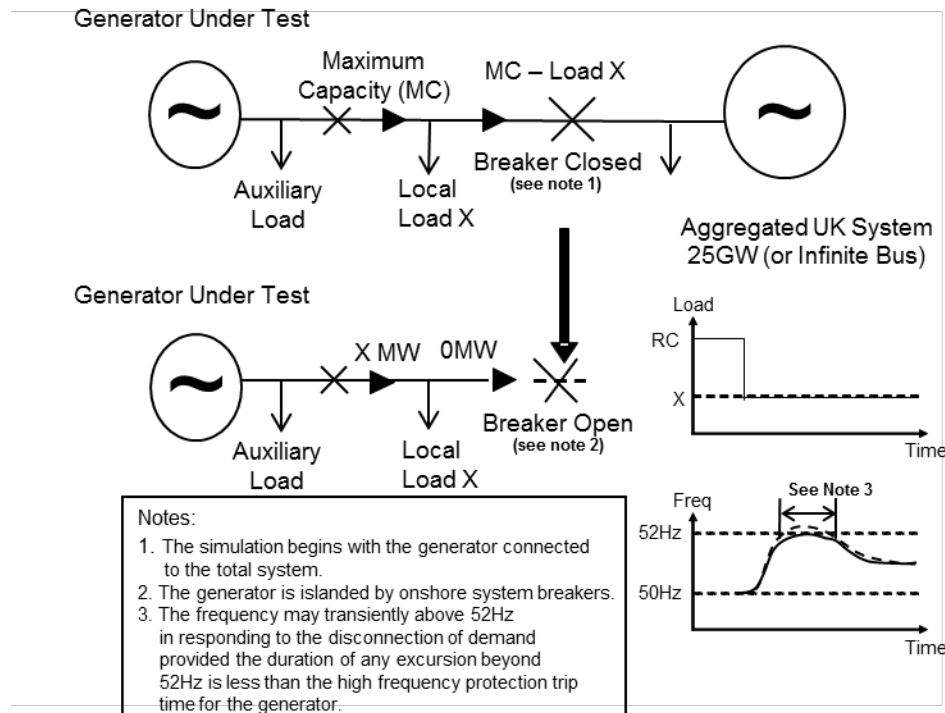 Generator Under Test
Maximum
Capacity (MC)
MC – Load X
Auxiliary
Load
Local
Load X
Breaker Closed
(see note 1)
Aggregated UK System
25GW (or Infinite Bus)
Generator Under Test
X MW
0MW
Auxiliary
Load
Local
Load X
Breaker Open
(see note 2)
Load
RC
X
Time
Freq
See Note 3
52Hz
50Hz
Time
Notes:
1. The simulation begins with the generator connected
to the total system.
2. The generator is islanded by onshore system breakers.
3. The frequency may transiently above 52Hz
in responding to the disconnection of demand
provided the duration of any excursion beyond
52Hz is less than the high frequency protection trip
time for the generator.